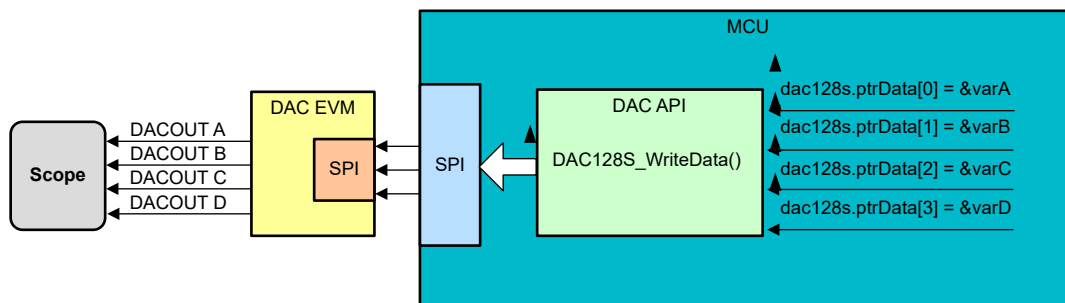 MCU
dac128s.ptrData[0] = &varA
DAC EVM
DAC API
DACOUT A
dac128s.ptrData[1] = &varB
DACOUT B
SPI
DAC128S_WriteData()
Scope
SPI
dac128s.ptrData[2] = &varC
DACOUT C
DACOUT D
dac128s.ptrData[3] = &varD